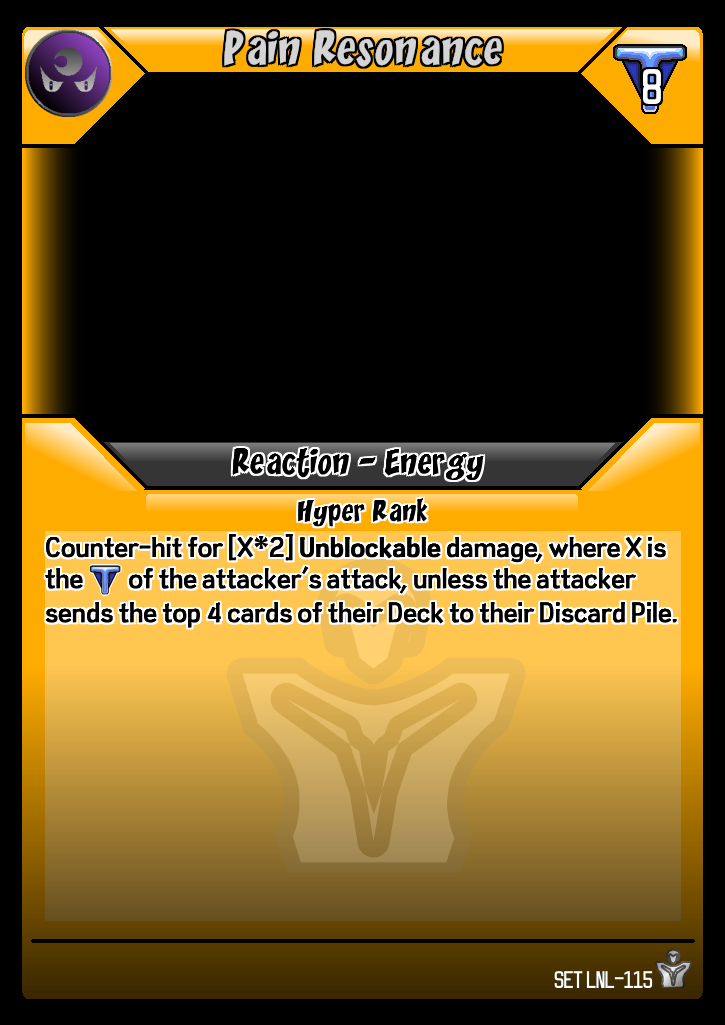 Pain Resonance
8
Reaction - Energy
Hyper Rank
Counter-hit for [X*2] Unblockable damage, where X is
the T of the attacker's attack, unless the attacker
sends the top 4 cards of their Deck to their Discard Pile.
SET LNL-115